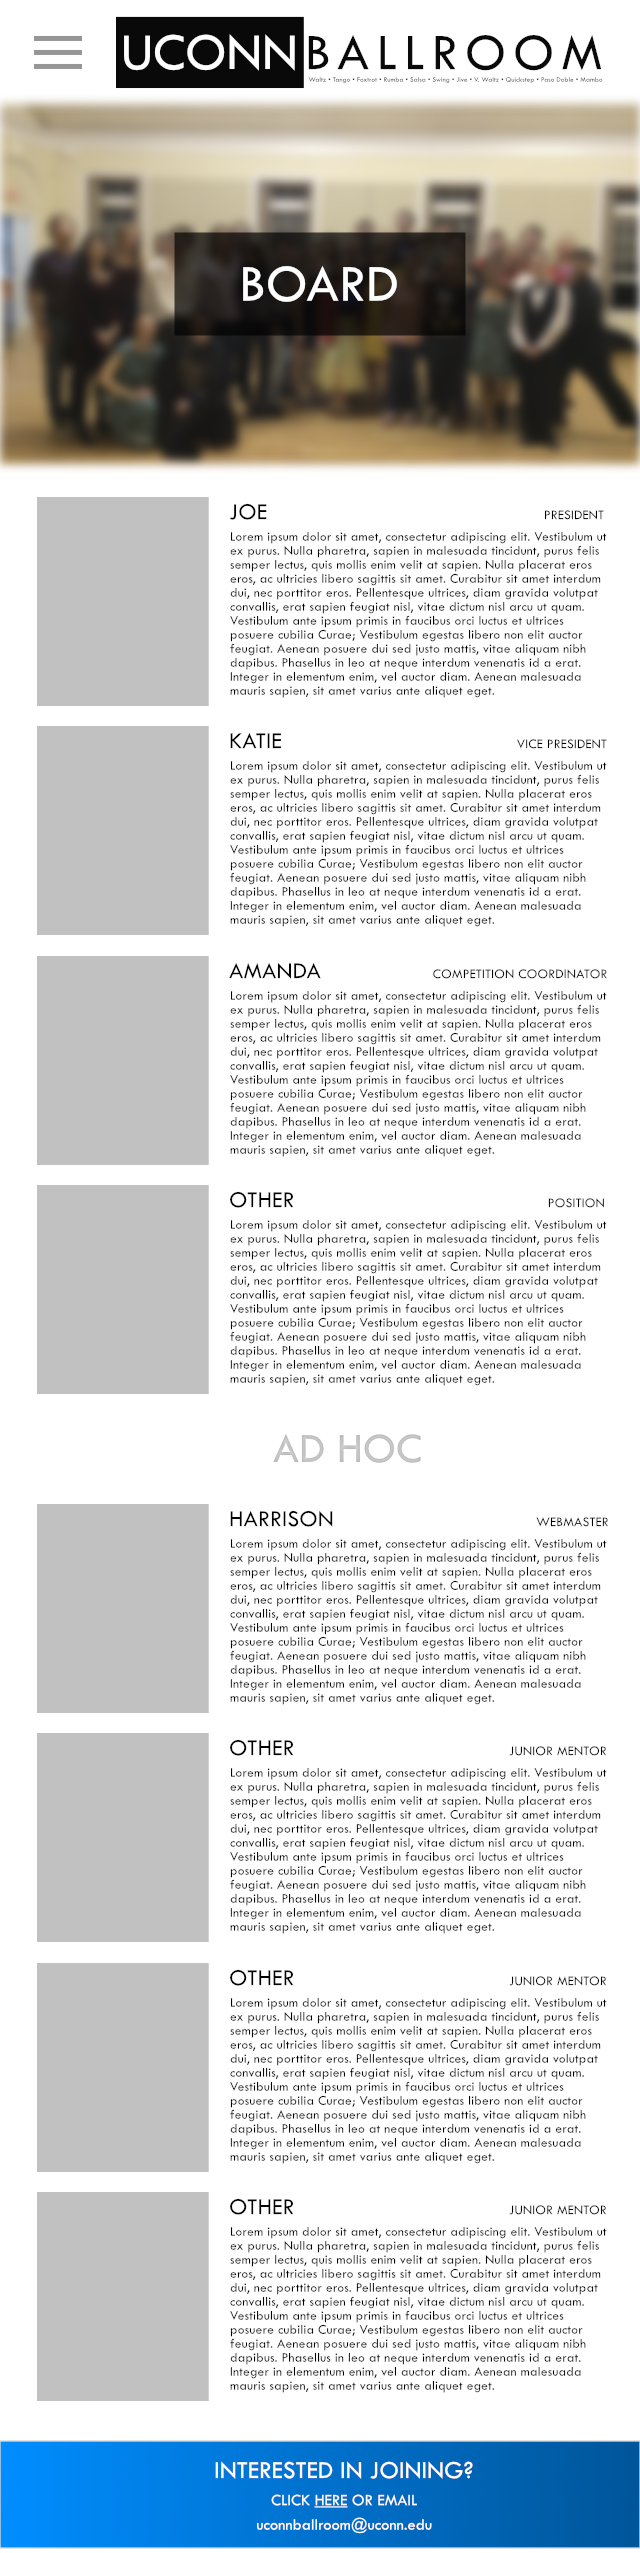 UCONNBALLROOM
Waltz • Tango • Foxtrot • Rumba • Salsa • Swing • Jive • V. Waltz • Quickstep • Paso Doble • Mambo
BOARD
JOE PRESIDENT
Lorem ipsum dolor sit amet, consectetur adipiscing elit. Vestibulum ut
ex purus. Nulla pharetra, sapien in malesuada tincidunt, purus felis
semper lectus, quis mollis enim velit at sapien. Nulla placerat eros
eros, ac ultricies libero sagittis sit amet. Curabitur sit amet interdum
dui, nec porttitor eros. Pellentesque ultrices, diam gravida volutpat
convallis, erat sapien feugiat nisl, vitae dictum nisl arcu ut quam.
Vestibulum ante ipsum primis in faucibus orci luctus et ultrices
posuere cubilia Curae; Vestibulum egestas libero non elit auctor
feugiat. Aenean posuere dui sed justo mattis, vitae aliquam nibh
dapibus. Phasellus in leo at neque interdum venenatis id a erat.
Integer in elementum enim, vel auctor diam. Aenean malesuada
mauris sapien, sit amet varius ante aliquet eget.
KATIE VICE PRESIDENT
Lorem ipsum dolor sit amet, consectetur adipiscing elit. Vestibulum ut
ex purus. Nulla pharetra, sapien in malesuada tincidunt, purus felis
semper lectus, quis mollis enim velit at sapien. Nulla placerat eros
eros, ac ultricies libero sagittis sit amet. Curabitur sit amet interdum
dui, nec porttitor eros. Pellentesque ultrices, diam gravida volutpat
convallis, erat sapien feugiat nisl, vitae dictum nisl arcu ut quam.
Vestibulum ante ipsum primis in faucibus orci luctus et ultrices
posuere cubilia Curae; Vestibulum egestas libero non elit auctor
feugiat. Aenean posuere dui sed justo mattis, vitae aliquam nibh
dapibus. Phasellus in leo at neque interdum venenatis id a erat.
Integer in elementum enim, vel auctor diam. Aenean malesuada
mauris sapien, sit amet varius ante aliquet eget.
AMANDA COMPETITION COORDINATOR
Lorem ipsum dolor sit amet, consectetur adipiscing elit. Vestibulum ut
ex purus. Nulla pharetra, sapien in malesuada tincidunt, purus felis
semper lectus, quis mollis enim velit at sapien. Nulla placerat eros
eros, ac ultricies libero sagittis sit amet. Curabitur sit amet interdum
dui, nec porttitor eros. Pellentesque ultrices, diam gravida volutpat
convallis, erat sapien feugiat nisl, vitae dictum nisl arcu ut quam.
Vestibulum ante ipsum primis in faucibus orci luctus et ultrices
posuere cubilia Curae; Vestibulum egestas libero non elit auctor
feugiat. Aenean posuere dui sed justo mattis, vitae aliquam nibh
dapibus. Phasellus in leo at neque interdum venenatis id a erat.
Integer in elementum enim, vel auctor diam. Aenean malesuada
mauris sapien, sit amet varius ante aliquet eget.
OTHER POSITION
Lorem ipsum dolor sit amet, consectetur adipiscing elit. Vestibulum ut
ex purus. Nulla pharetra, sapien in malesuada tincidunt, purus felis
semper lectus, quis mollis enim velit at sapien. Nulla placerat eros
eros, ac ultricies libero sagittis sit amet. Curabitur sit amet interdum
dui, nec porttitor eros. Pellentesque ultrices, diam gravida volutpat
convallis, erat sapien feugiat nisl, vitae dictum nisl arcu ut quam.
Vestibulum ante ipsum primis in faucibus orci luctus et ultrices
posuere cubilia Curae; Vestibulum egestas libero non elit auctor
feugiat. Aenean posuere dui sed justo mattis, vitae aliquam nibh
dapibus. Phasellus in leo at neque interdum venenatis id a erat.
Integer in elementum enim, vel auctor diam. Aenean malesuada
mauris sapien, sit amet varius ante aliquet eget.
AD HOC
HARRISON WEBMASTER
Lorem ipsum dolor sit amet, consectetur adipiscing elit. Vestibulum ut
ex purus. Nulla pharetra, sapien in malesuada tincidunt, purus felis
semper lectus, quis mollis enim velit at sapien. Nulla placerat eros
eros, ac ultricies libero sagittis sit amet. Curabitur sit amet interdum
dui, nec porttitor eros. Pellentesque ultrices, diam gravida volutpat
convallis, erat sapien feugiat nisl, vitae dictum nisl arcu ut quam.
Vestibulum ante ipsum primis in faucibus orci luctus et ultrices
posuere cubilia Curae; Vestibulum egestas libero non elit auctor
feugiat. Aenean posuere dui sed justo mattis, vitae aliquam nibh
dapibus. Phasellus in leo at neque interdum venenatis id a erat.
Integer in elementum enim, vel auctor diam. Aenean malesuada
mauris sapien, sit amet varius ante aliquet eget.
OTHER JUNIOR MENTOR
Lorem ipsum dolor sit amet, consectetur adipiscing elit. Vestibulum ut
ex purus. Nulla pharetra, sapien in malesuada tincidunt, purus felis
semper lectus, quis mollis enim velit at sapien. Nulla placerat eros
eros, ac ultricies libero sagittis sit amet. Curabitur sit amet interdum
dui, nec porttitor eros. Pellentesque ultrices, diam gravida volutpat
convallis, erat sapien feugiat nisl, vitae dictum nisl arcu ut quam.
Vestibulum ante ipsum primis in faucibus orci luctus et ultrices
posuere cubilia Curae; Vestibulum egestas libero non elit auctor
feugiat. Aenean posuere dui sed justo mattis, vitae aliquam nibh
dapibus. Phasellus in leo at neque interdum venenatis id a erat.
Integer in elementum enim, vel auctor diam. Aenean malesuada
mauris sapien, sit amet varius ante aliquet eget.
OTHER JUNIOR MENTOR
Lorem ipsum dolor sit amet, consectetur adipiscing elit. Vestibulum ut
ex purus. Nulla pharetra, sapien in malesuada tincidunt, purus felis
semper lectus, quis mollis enim velit at sapien. Nulla placerat eros
eros, ac ultricies libero sagittis sit amet. Curabitur sit amet interdum
dui, nec porttitor eros. Pellentesque ultrices, diam gravida volutpat
convallis, erat sapien feugiat nisl, vitae dictum nisl arcu ut quam.
Vestibulum ante ipsum primis in faucibus orci luctus et ultrices
posuere cubilia Curae; Vestibulum egestas libero non elit auctor
feugiat. Aenean posuere dui sed justo mattis, vitae aliquam nibh
dapibus. Phasellus in leo at neque interdum venenatis id a erat.
Integer in elementum enim, vel auctor diam. Aenean malesuada
mauris sapien, sit amet varius ante aliquet eget.
OTHER JUNIOR MENTOR
Lorem ipsum dolor sit amet, consectetur adipiscing elit. Vestibulum ut
ex purus. Nulla pharetra, sapien in malesuada tincidunt, purus felis
semper lectus, quis mollis enim velit at sapien. Nulla placerat eros
eros, ac ultricies libero sagittis sit amet. Curabitur sit amet interdum
dui, nec porttitor eros. Pellentesque ultrices, diam gravida volutpat
convallis, erat sapien feugiat nisl, vitae dictum nisl arcu ut quam.
Vestibulum ante ipsum primis in faucibus orci luctus et ultrices
posuere cubilia Curae; Vestibulum egestas libero non elit auctor
feugiat. Aenean posuere dui sed justo mattis, vitae aliquam nibh
dapibus. Phasellus in leo at neque interdum venenatis id a erat.
Integer in elementum enim, vel auctor diam. Aenean malesuada
mauris sapien, sit amet varius ante aliquet eget.
INTERESTED IN JOINING?
CLICK HERE OR EMAIL
uconnballroom@uconn.edu